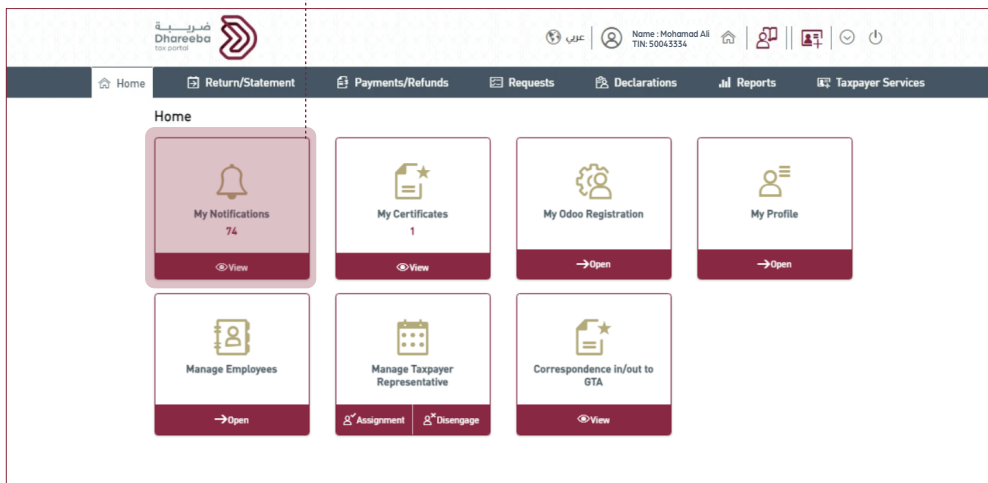 ضريبة
Dhareeba
tax portal
عربي
Name : Mohamad Ali
TIN: 50043334
Home
Return/Statement
Payments/Refunds
Requests
Declarations
Reports
Taxpayer Services
Home
My Notifications
74
View
My Certificates
1
View
My Odoo Registration
Open
My Profile
Open
Manage Employees
Open
Manage Taxpayer
Representative
Assignment
Disengage
Correspondence in/out to
GTA
View